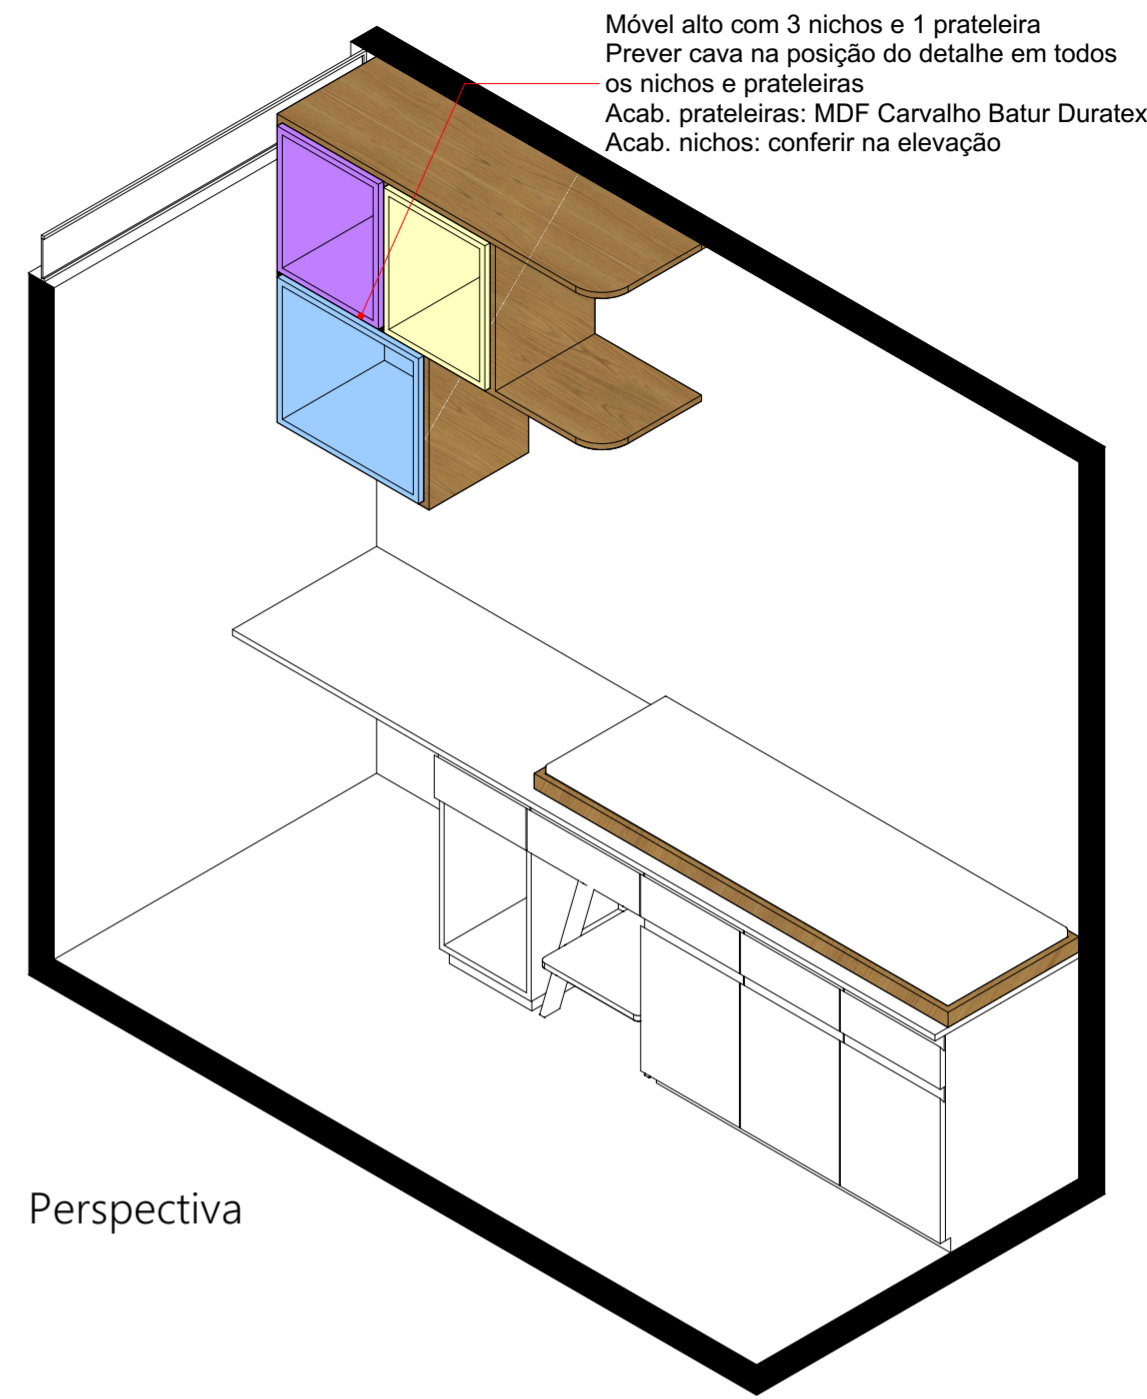 Móvel alto com 3 nichos e 1 prateleira
Prever cava na posição do detalhe em todos
os nichos e prateleiras
Acab. prateleiras: MDF Carvalho Batur Duratex
Acab. nichos: conferir na elevação
Perspectiva